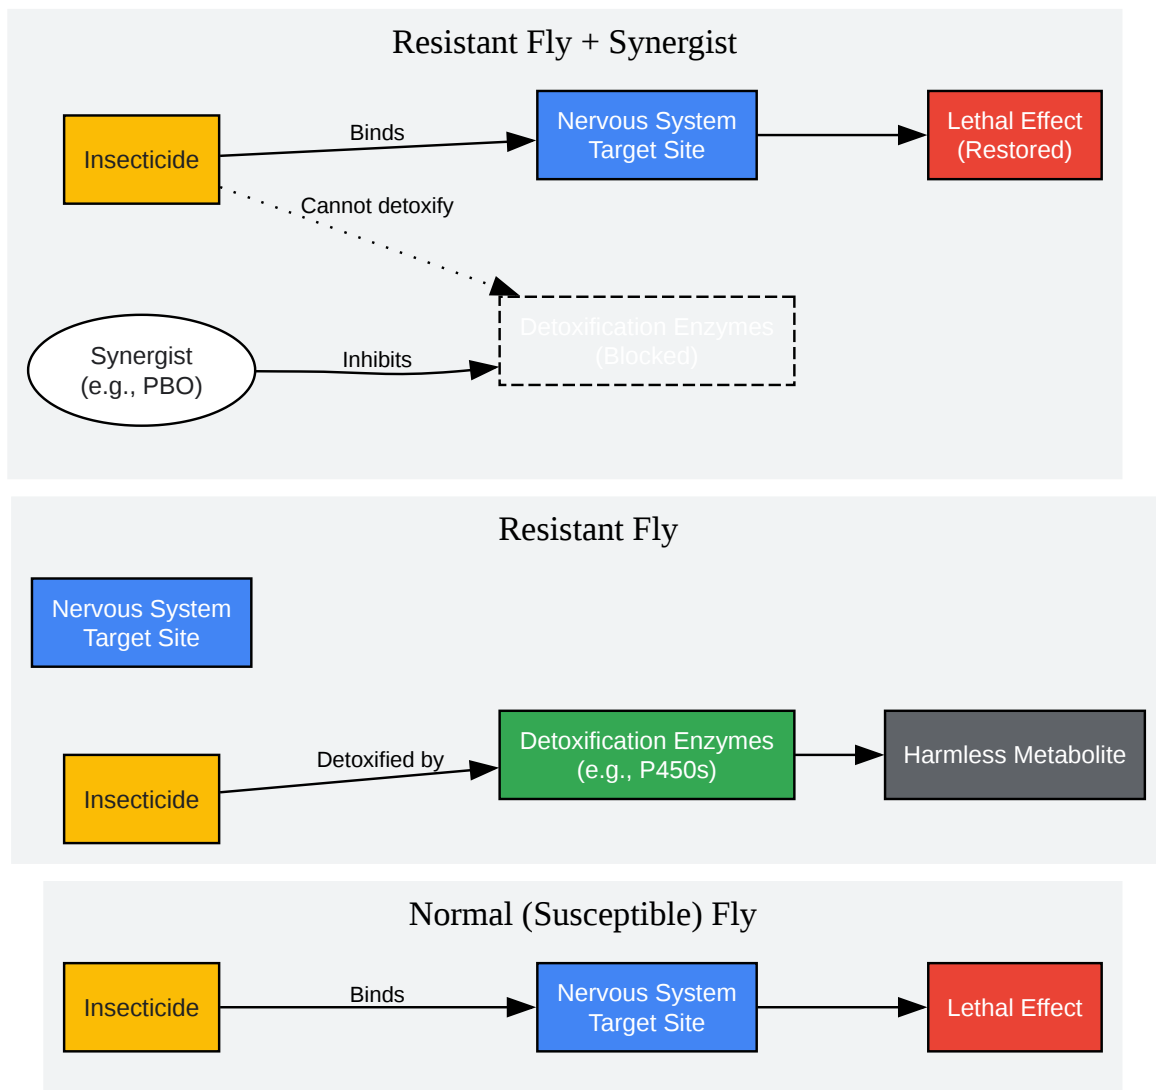 Resistant Fly + Synergist
Insecticide
Binds
Nervous System
Target Site
Lethal Effect
(Restored)
Cannot detoxify
Synergist
(e.g., PBO)
Inhibits
Detoxification Enzymes
(Blocked)
Resistant Fly
Nervous System
Target Site
Insecticide
Detoxified by
Detoxification Enzymes
(e.g., P450s)
Harmless Metabolite
Normal (Susceptible) Fly
Insecticide
Binds
Nervous System
Target Site
Lethal Effect